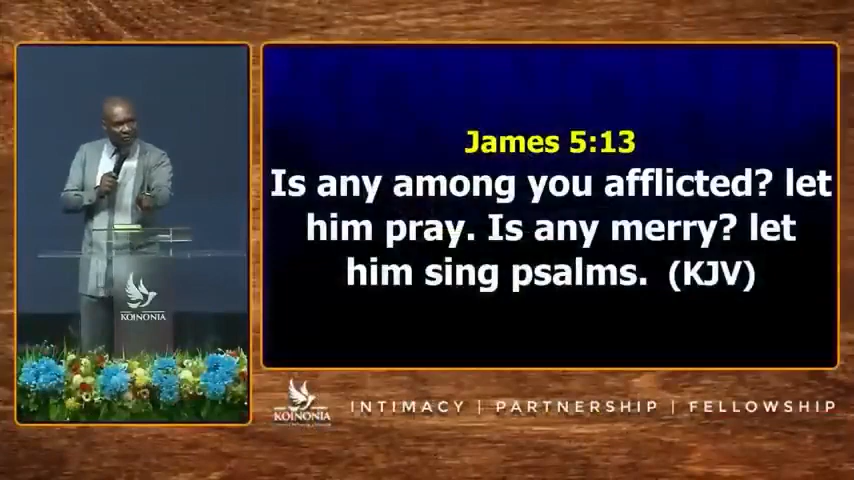 James 5:13
Is any among you afflicted? let
him pray. Is any merry? let
him sing psalms. (KJV)
KOINONIA
KOINONIA
INTIMACY | PARTNERSHIP | FELLOWSHIP